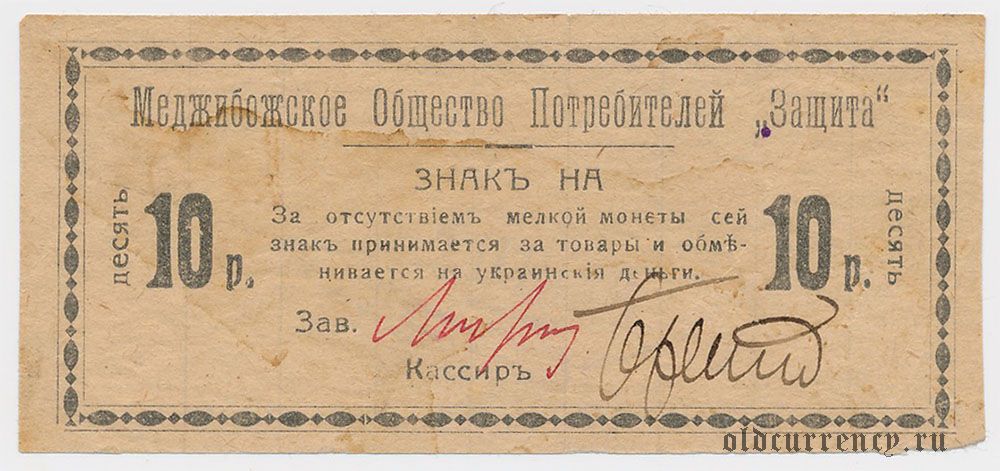 Меджибожское Общество Потребителей „Защита“
ЗНАКЪ НА
десять
10 р.
За отсутствіемъ мелкой монеты сей
знакъ принимается за товары и обмѣ-
нивается на украинскія деньги.
10 р.
десять
Зав.
Кассиръ
oldcurrency.ru